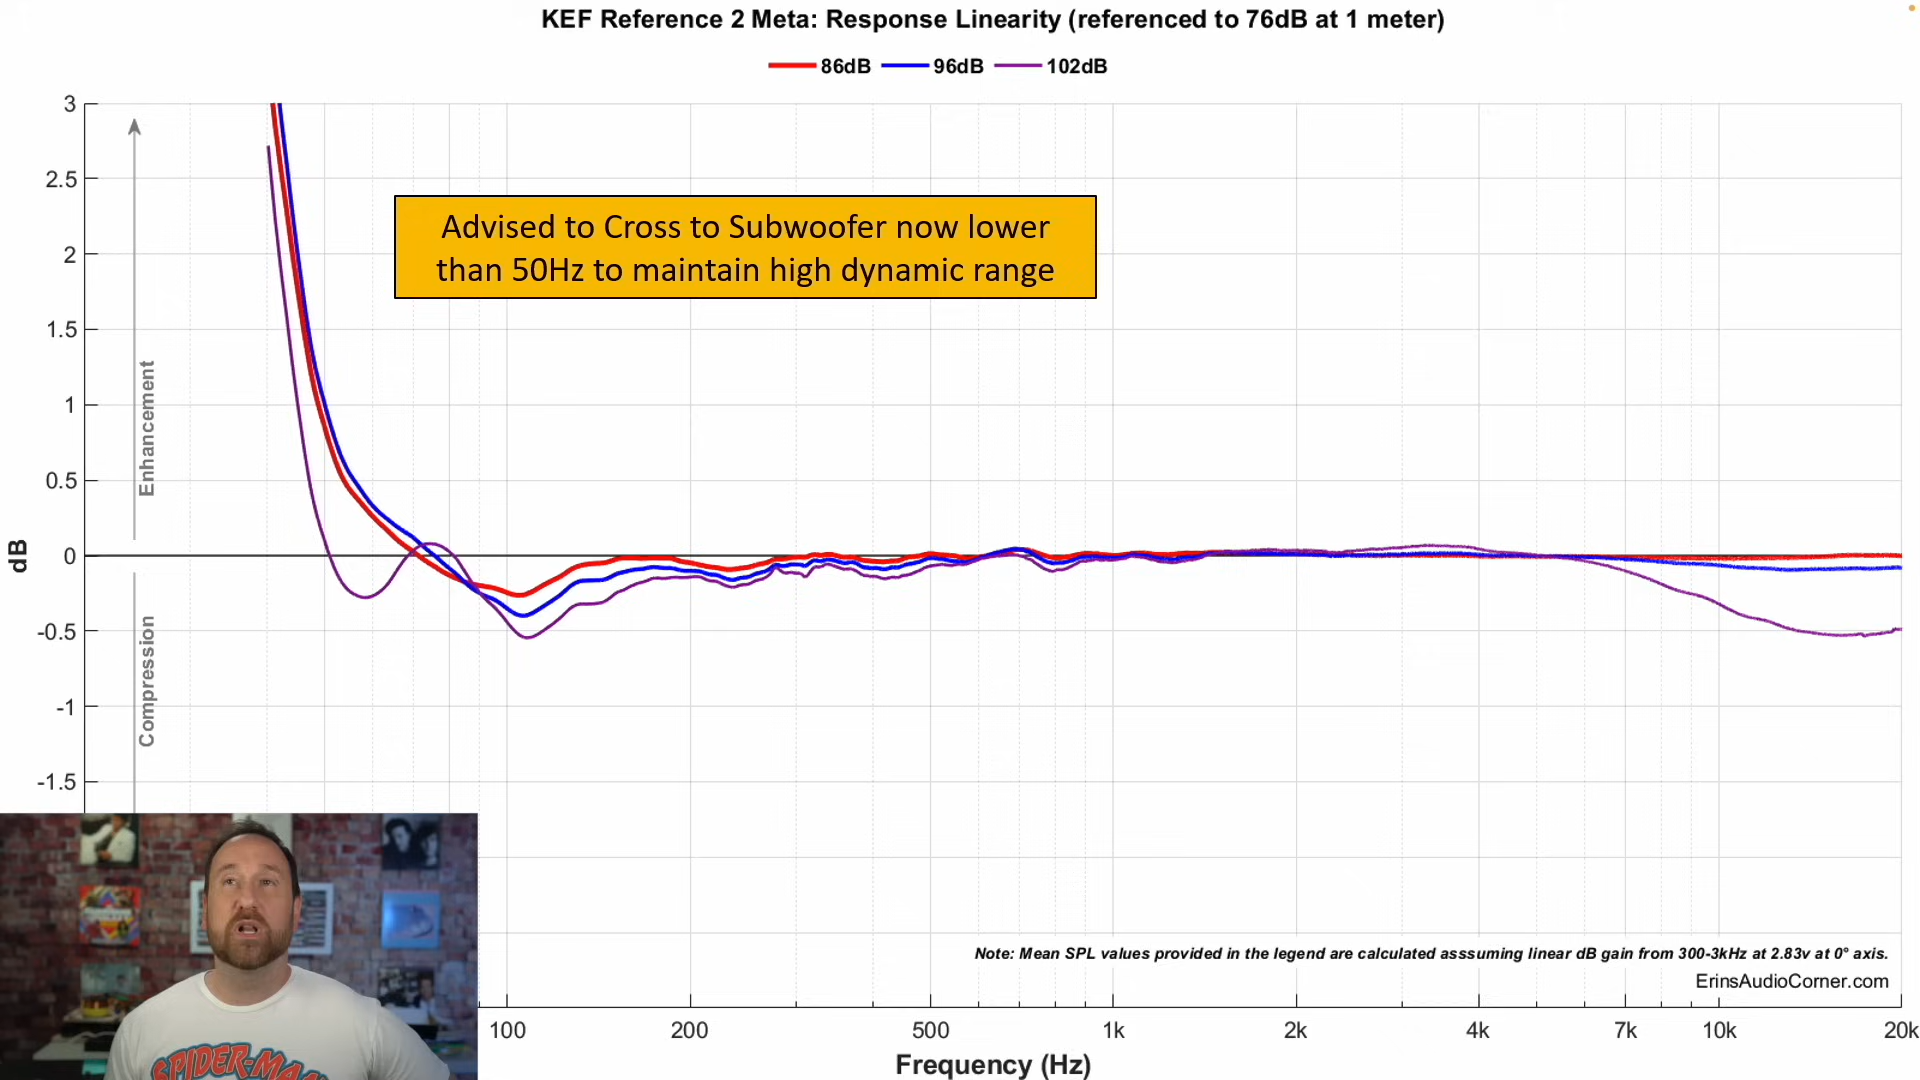 KEF Reference 2 Meta: Response Linearity (referenced to 76dB at 1 meter)
86dB 96dB 102dB
3
2.5
2
1.5
1
0.5
0
-0.5
-1
-1.5
dB
Enhancement
Compression
Advised to Cross to Subwoofer now lower
than 50Hz to maintain high dynamic range
Note: Mean SPL values provided in the legend are calculated asssuming linear dB gain from 300-3kHz at 2.83v at 0° axis.
ErinsAudioCorner.com
100 200 500 1k 2k 4k 7k 10k 20k
Frequency (Hz)
SPIDER-MAN